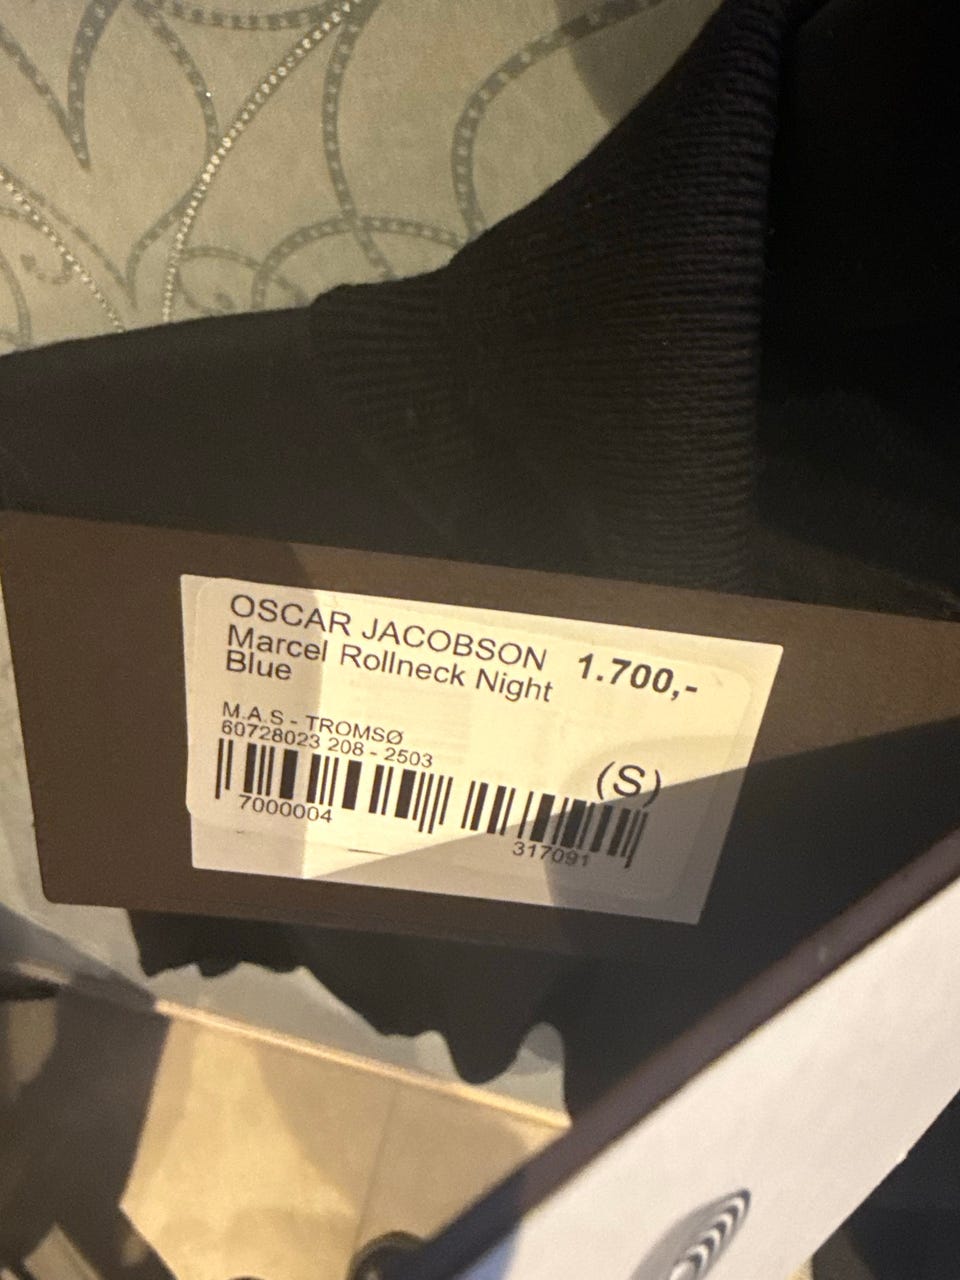 OSCAR JACOBSON
Marcel Rollneck Night
Blue
1.700,-
M.A.S - TROMSØ
60728023 208 - 2503
(S)
7000004
317091